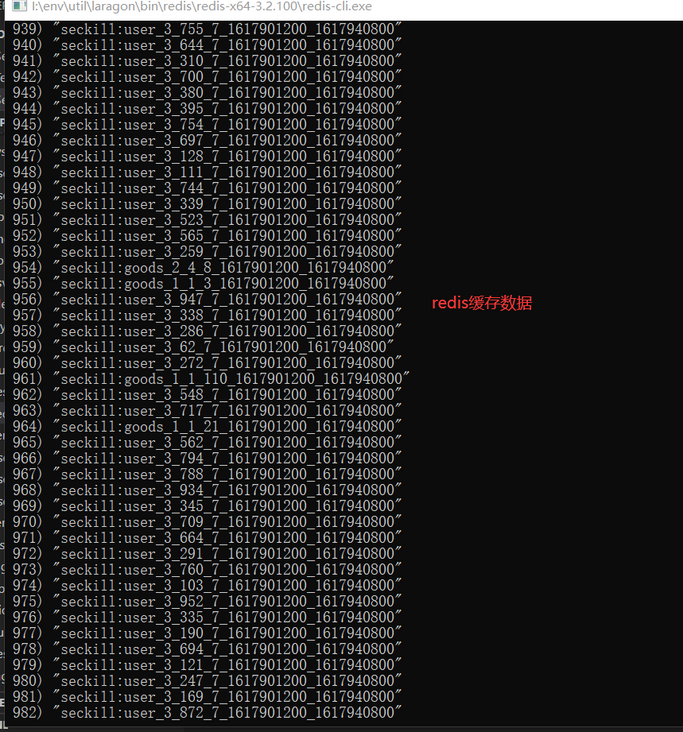 I:\env\util\laragon\bin\redis\redis-x64-3.2.100\redis-cli.exe
939) "seckill:user_3_755_7_1617901200_1617940800"
940) "seckill:user_3_644_7_1617901200_1617940800"
941) "seckill:user_3_310_7_1617901200_1617940800"
942) "seckill:user_3_700_7_1617901200_1617940800"
943) "seckill:user_3_380_7_1617901200_1617940800"
944) "seckill:user_3_395_7_1617901200_1617940800"
945) "seckill:user_3_754_7_1617901200_1617940800"
946) "seckill:user_3_697_7_1617901200_1617940800"
947) "seckill:user_3_128_7_1617901200_1617940800"
948) "seckill:user_3_111_7_1617901200_1617940800"
949) "seckill:user_3_744_7_1617901200_1617940800"
950) "seckill:user_3_339_7_1617901200_1617940800"
951) "seckill:user_3_523_7_1617901200_1617940800"
952) "seckill:user_3_565_7_1617901200_1617940800"
953) "seckill:user_3_259_7_1617901200_1617940800"
954) "seckill:goods_2_4_8_1617901200_1617940800"
955) "seckill:goods_1_1_3_1617901200_1617940800"
956) "seckill:user_3_947_7_1617901200_1617940800"
redis缓存数据
957) "seckill:user_3_338_7_1617901200_1617940800"
958) "seckill:user_3_286_7_1617901200_1617940800"
959) "seckill:user_3_62_7_1617901200_1617940800"
960) "seckill:user_3_272_7_1617901200_1617940800"
961) "seckill:goods_1_1_110_1617901200_1617940800"
962) "seckill:user_3_548_7_1617901200_1617940800"
963) "seckill:user_3_717_7_1617901200_1617940800"
964) "seckill:goods_1_1_21_1617901200_1617940800"
965) "seckill:user_3_562_7_1617901200_1617940800"
966) "seckill:user_3_794_7_1617901200_1617940800"
967) "seckill:user_3_788_7_1617901200_1617940800"
968) "seckill:user_3_934_7_1617901200_1617940800"
969) "seckill:user_3_345_7_1617901200_1617940800"
970) "seckill:user_3_709_7_1617901200_1617940800"
971) "seckill:user_3_664_7_1617901200_1617940800"
972) "seckill:user_3_291_7_1617901200_1617940800"
973) "seckill:user_3_760_7_1617901200_1617940800"
974) "seckill:user_3_103_7_1617901200_1617940800"
975) "seckill:user_3_952_7_1617901200_1617940800"
976) "seckill:user_3_335_7_1617901200_1617940800"
977) "seckill:user_3_190_7_1617901200_1617940800"
978) "seckill:user_3_694_7_1617901200_1617940800"
979) "seckill:user_3_121_7_1617901200_1617940800"
980) "seckill:user_3_247_7_1617901200_1617940800"
981) "seckill:user_3_169_7_1617901200_1617940800"
982) "seckill:user_3_872_7_1617901200_1617940800"